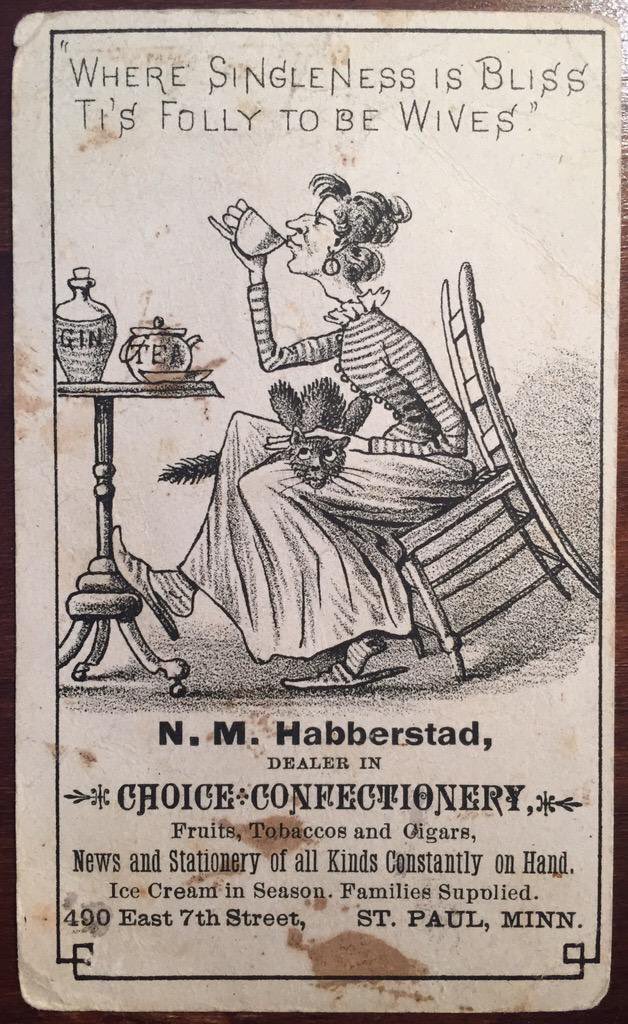 "WHERE SINGLENESS IS BLISS
TI'S FOLLY TO BE WIVES."
GIN
TEA
N. M. Habberstad,
DEALER IN
CHOICE CONFECTIONERY,
Fruits, Tobaccos and Cigars,
News and Stationery of all Kinds Constantly on Hand.
Ice Cream in Season. Families Supplied.
490 East 7th Street, ST. PAUL, MINN.